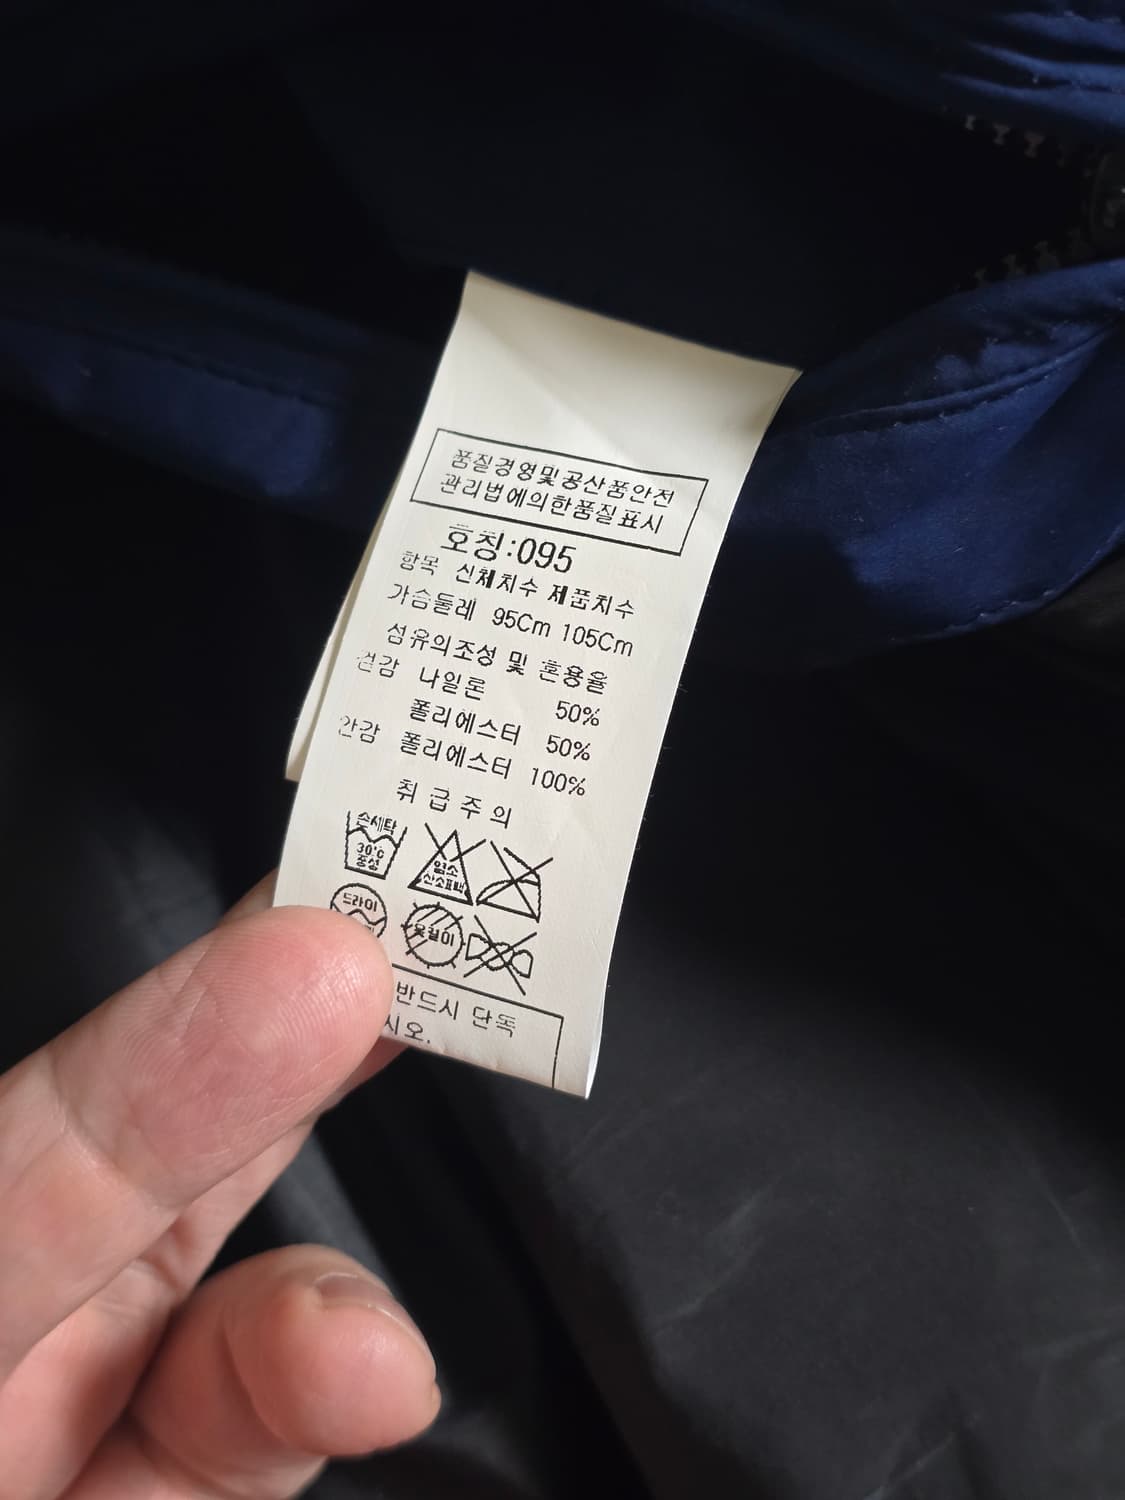 품질경영및공산품안전
관리법에의한품질표시
호칭:095
항목 신체치수 제품치수
가슴둘레 95Cm 105Cm
섬유의조성 및 혼용율
겉감 나일론 50%
폴리에스터 50%
안감 폴리에스터 100%
취급주의
손세탁
30℃
중성
염소
산소표백
드라이
옷걸이
반드시 단독
시오.